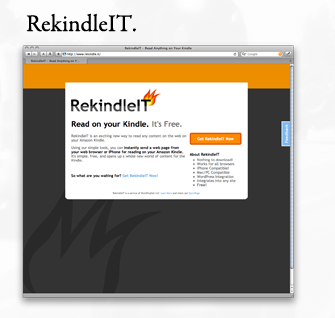 RekindleIT.
RekindleIT – Read Anything on Your Kindle
http://www.rekindle.it/
Google
RekindleIT – Read Anything on Y...
RekindleIT
Read on your Kindle. It's Free.
RekindleIT is an exciting new way to read any content on the web on
your Amazon Kindle.
Using our simple tools, you can instantly send a web page from
your web browser or iPhone for reading on your Amazon Kindle.
It's simple, free, and opens up a whole new world of content for the
Kindle.
So what are you waiting for? Get RekindleIT Now!
Get RekindleIT Now
About RekindleIT
Nothing to download!
Works for all browsers
iPhone Compatible!
Mac/PC Compatible
WordPress Integration
Integration into any site
Free!